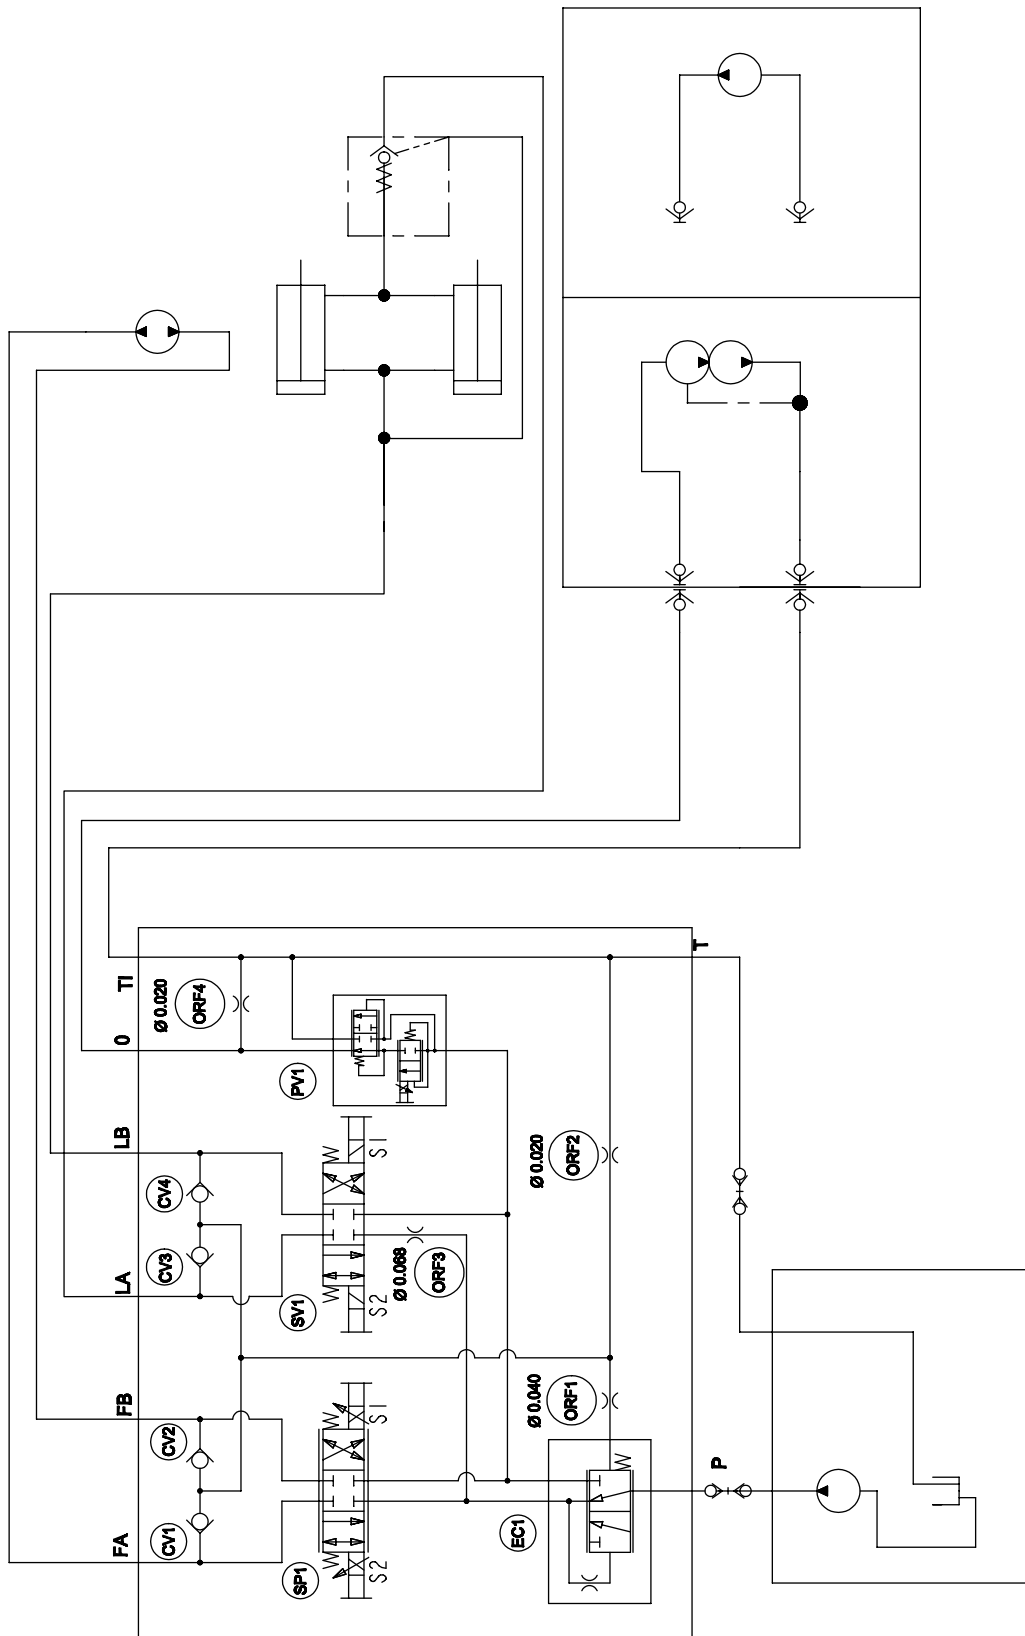 T
TI
Ø 0.020
ORF4
0
PV1
LB
S1
Ø 0.020
ORF2
CV4
CV3
LA
Ø 0.068
ORF3
SV1
S2
FB
S1
Ø 0.040
ORF1
CV2
P
CV1
FA
EC1
SP1
S2